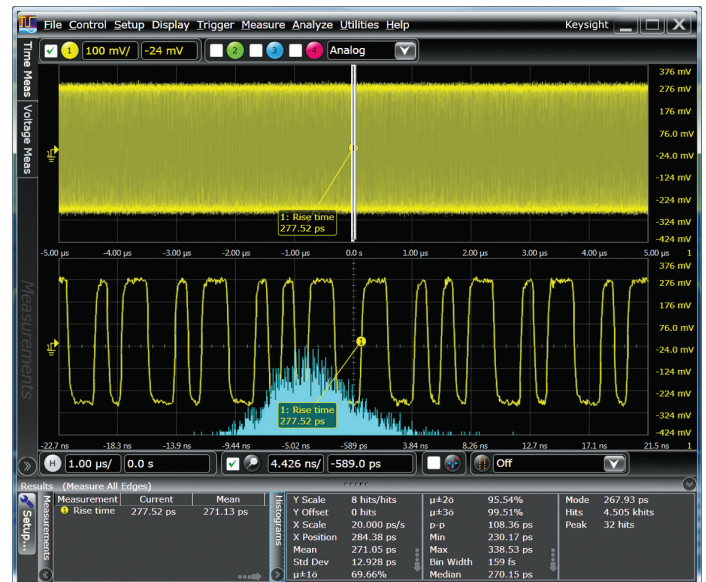 File Control Setup Display Trigger Measure Analyze Utilities Help Keysight
1 100 mV/ -24 mV 2 3 4 Analog
Time Meas
Voltage Meas
Measurements
376 mV
276 mV
176 mV
76.0 mV
-24.0 mV
-124 mV
-224 mV
-324 mV
-424 mV
1
1: Rise time
277.52 ps
-5.00 µs -4.00 µs -3.00 µs -2.00 µs -1.00 µs 0.0 s 1.00 µs 2.00 µs 3.00 µs 4.00 µs 5.00 µs 1
376 mV
276 mV
176 mV
76.0 mV
-24.0 mV
-124 mV
-224 mV
-324 mV
-424 mV
1
1: Rise time
277.52 ps
-22.7 ns -18.3 ns -13.9 ns -9.44 ns -5.02 ns -589 ps 3.84 ns 8.26 ns 12.7 ns 17.1 ns 21.5 ns 1
H 1.00 µs/ 0.0 s 4.426 ns/ -589.0 ps Off
Results (Measure All Edges)
Setup...
Measurements
Measurement Current Mean
1 Rise time 277.52 ps 271.13 ps
Histograms
Y Scale 8 hits/hits µ±2σ 95.54% Mode 267.93 ps
Y Offset 0 hits µ±3σ 99.51% Hits 4.505 khits
X Scale 20.000 ps/s p-p 108.36 ps Peak 32 hits
X Position 284.38 ps Min 230.17 ps
Mean 271.05 ps Max 338.53 ps
Std Dev 12.928 ps Bin Width 159 fs
µ±1σ 69.66% Median 270.15 ps